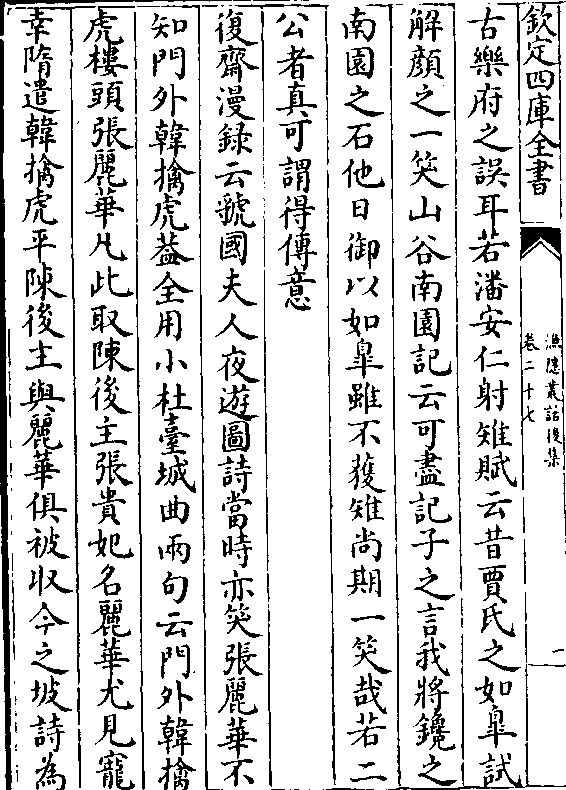 欽定四庫全書
漁隱叢話後集
卷二十七
一
古樂府之誤耳若潘安仁射雉賦云昔賈氏之如臯試
解顔之一笑山谷南園記云可盡記子之言我將鑱之
南園之石他日御以如臯雖不獲雉尚期一笑哉若二
公者真可謂得傳意
復齋漫録云虢國夫人夜遊圖詩當時亦笑張麗華不
知門外韓擒虎葢全用小杜臺城曲兩句云門外韓擒
虎樓頭張麗華凡此取陳後主張貴妃名麗華尤見寵
幸隋遣韓擒虎平陳後主與麗華俱被収今之坡詩為